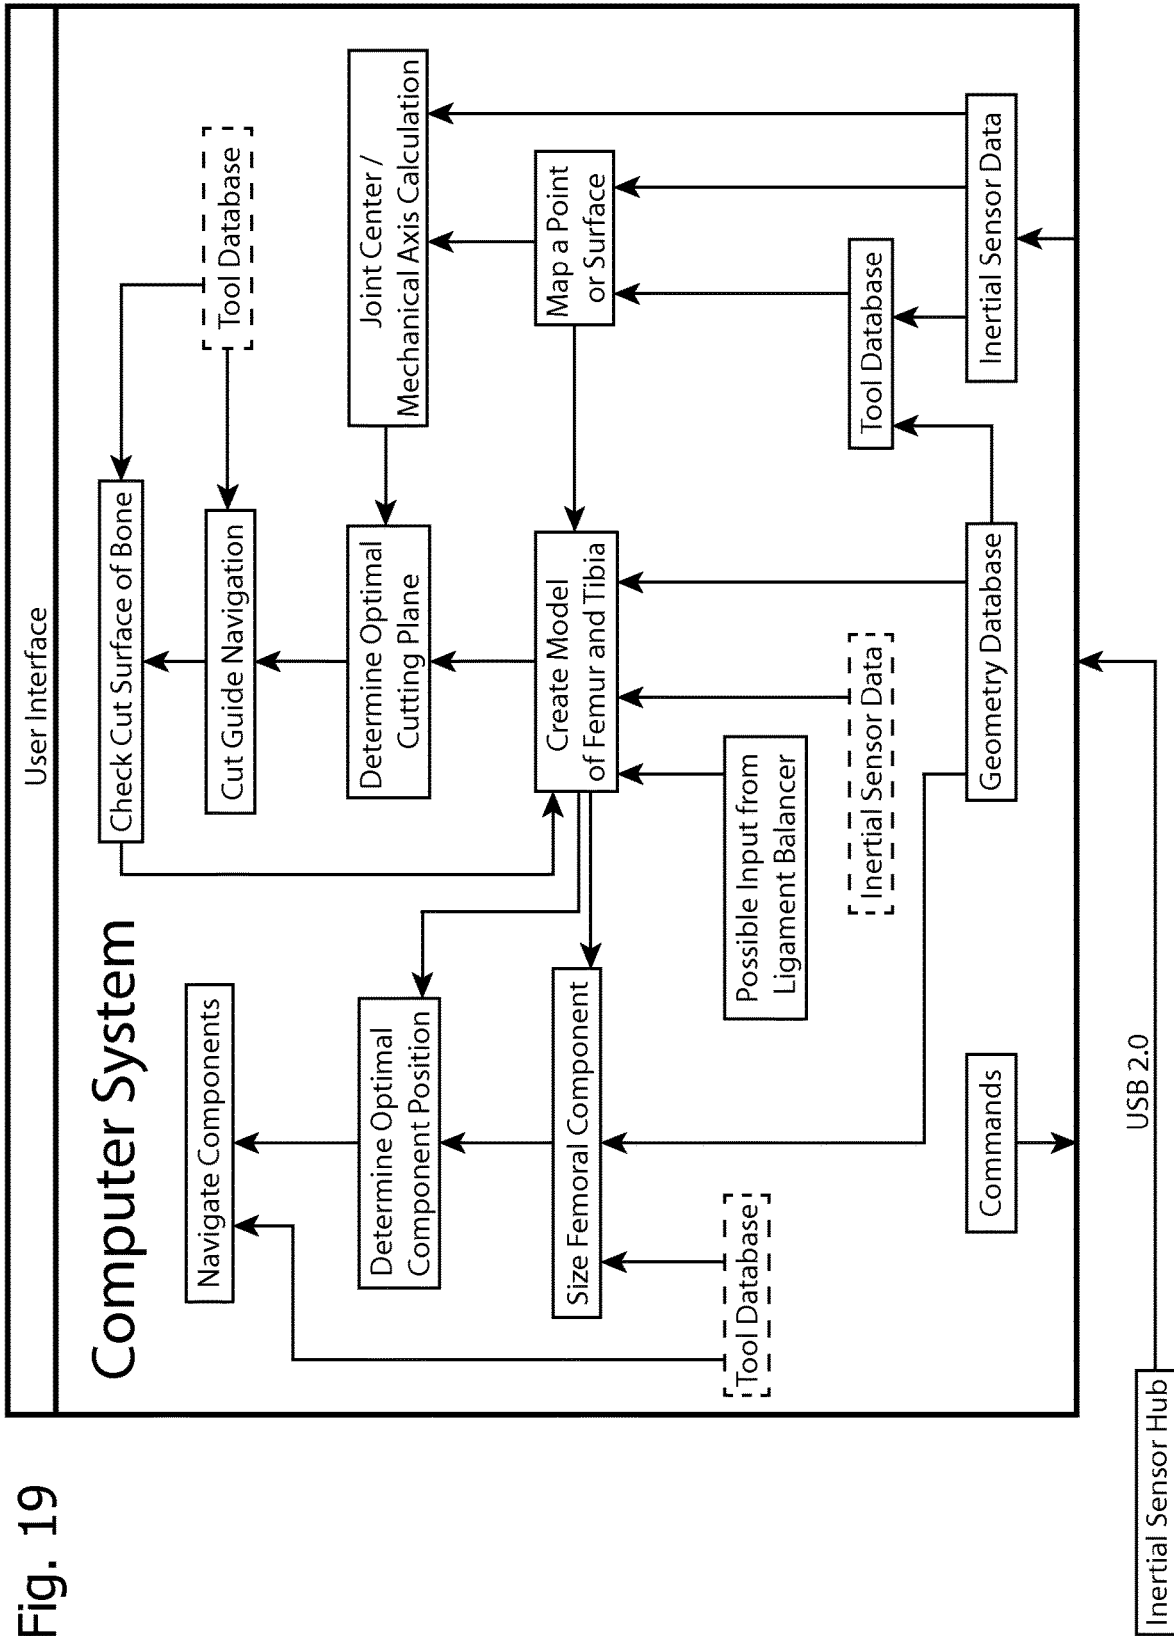 Fig. 19
User Interface
Computer System
Navigate Components
Check Cut Surface of Bone
Tool Database
Cut Guide Navigation
Determine Optimal
Component Position
Determine Optimal
Cutting Plane
Joint Center /
Mechanical Axis Calculation
Size Femoral Component
Create Model
of Femur and Tibia
Map a Point
or Surface
Tool Database
Possible Input from
Ligament Balancer
Inertial Sensor Data
Tool Database
Commands
Geometry Database
Inertial Sensor Data
USB 2.0
Inertial Sensor Hub